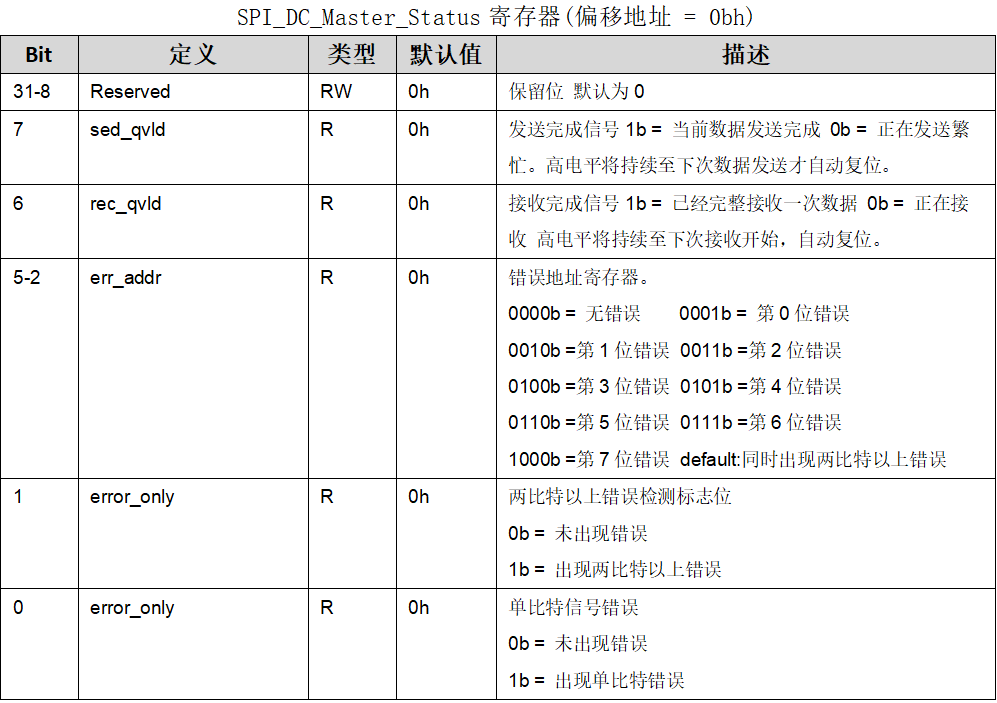 SPI_DC_Master_Status 寄存器(偏移地址 = 0bh)
Bit 定义 类型 默认值 描述
31-8 Reserved RW 0h 保留位 默认为 0
7 sed_qvld R 0h 发送完成信号 1b = 当前数据发送完成 0b = 正在发送繁
忙。高电平将持续至下次数据发送才自动复位。
6 rec_qvld R 0h 接收完成信号 1b = 已经完整接收一次数据 0b = 正在接
收 高电平将持续至下次接收开始，自动复位。
5-2 err_addr R 0h 错误地址寄存器。
0000b = 无错误 0001b = 第 0 位错误
0010b =第 1 位错误 0011b =第 2 位错误
0100b =第 3 位错误 0101b =第 4 位错误
0110b =第 5 位错误 0111b =第 6 位错误
1000b =第 7 位错误 default:同时出现两比特以上错误
1 error_only R 0h 两比特以上错误检测标志位
0b = 未出现错误
1b = 出现两比特以上错误
0 error_only R 0h 单比特信号错误
0b = 未出现错误
1b = 出现单比特错误